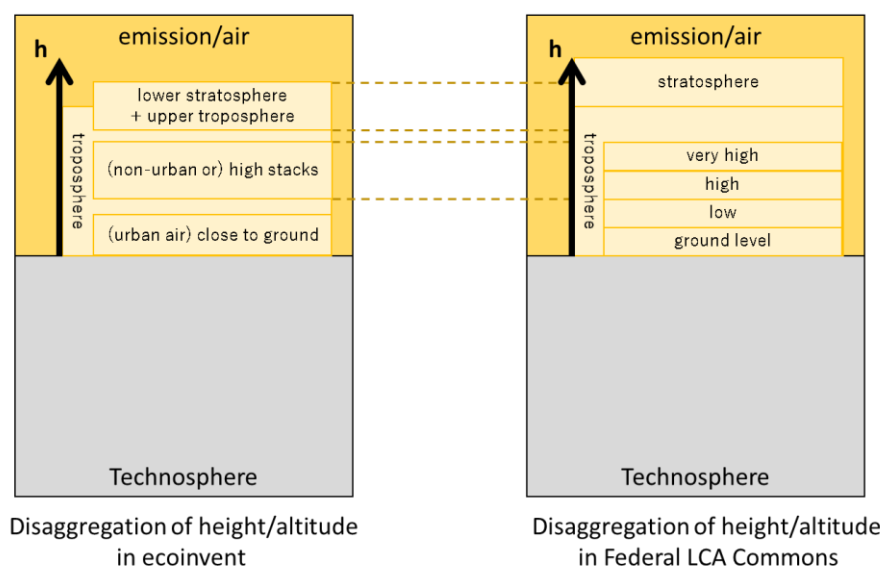 emission/air
h
lower stratosphere
+ upper troposphere
troposphere
(non-urban or) high stacks
(urban air) close to ground
Technosphere
Disaggregation of height/altitude
in ecoinvent
emission/air
h
stratosphere
troposphere
very high
high
low
ground level
Technosphere
Disaggregation of height/altitude
in Federal LCA Commons